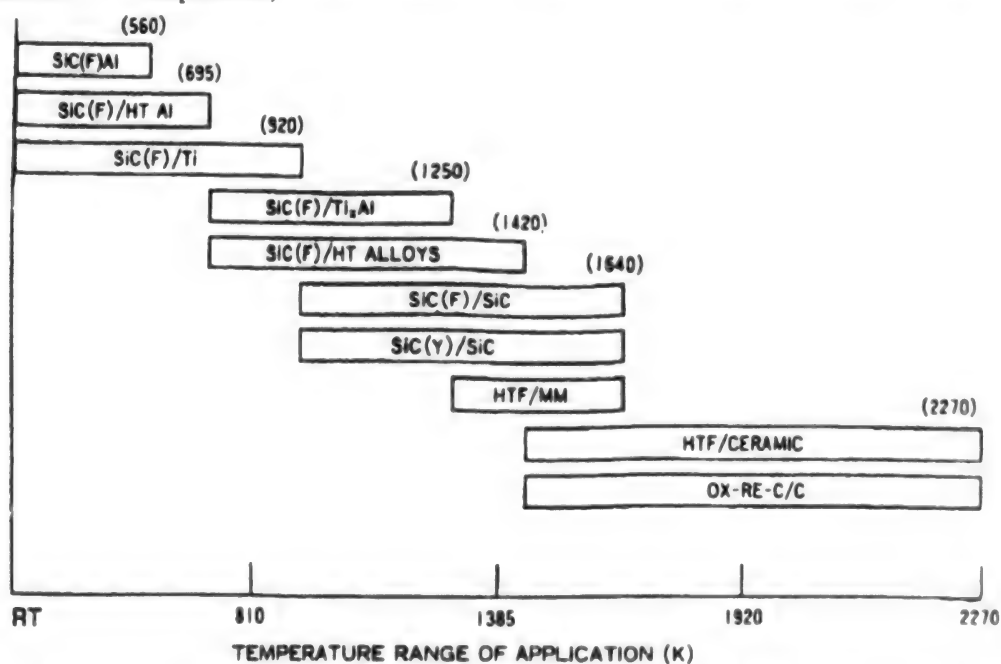 (560)
SiC(F)Al
(695)
SiC(F)/HT Al
(920)
SiC(F)/Ti
(1250)
SiC(F)/TixAl
(1420)
SiC(F)/HT ALLOYS
(1640)
SiC(F)/SiC
SiC(Y)/SiC
HTF/MM
(2270)
HTF/CERAMIC
OX-RE-C/C
RT 810 1385 1920 2270
TEMPERATURE RANGE OF APPLICATION (K)